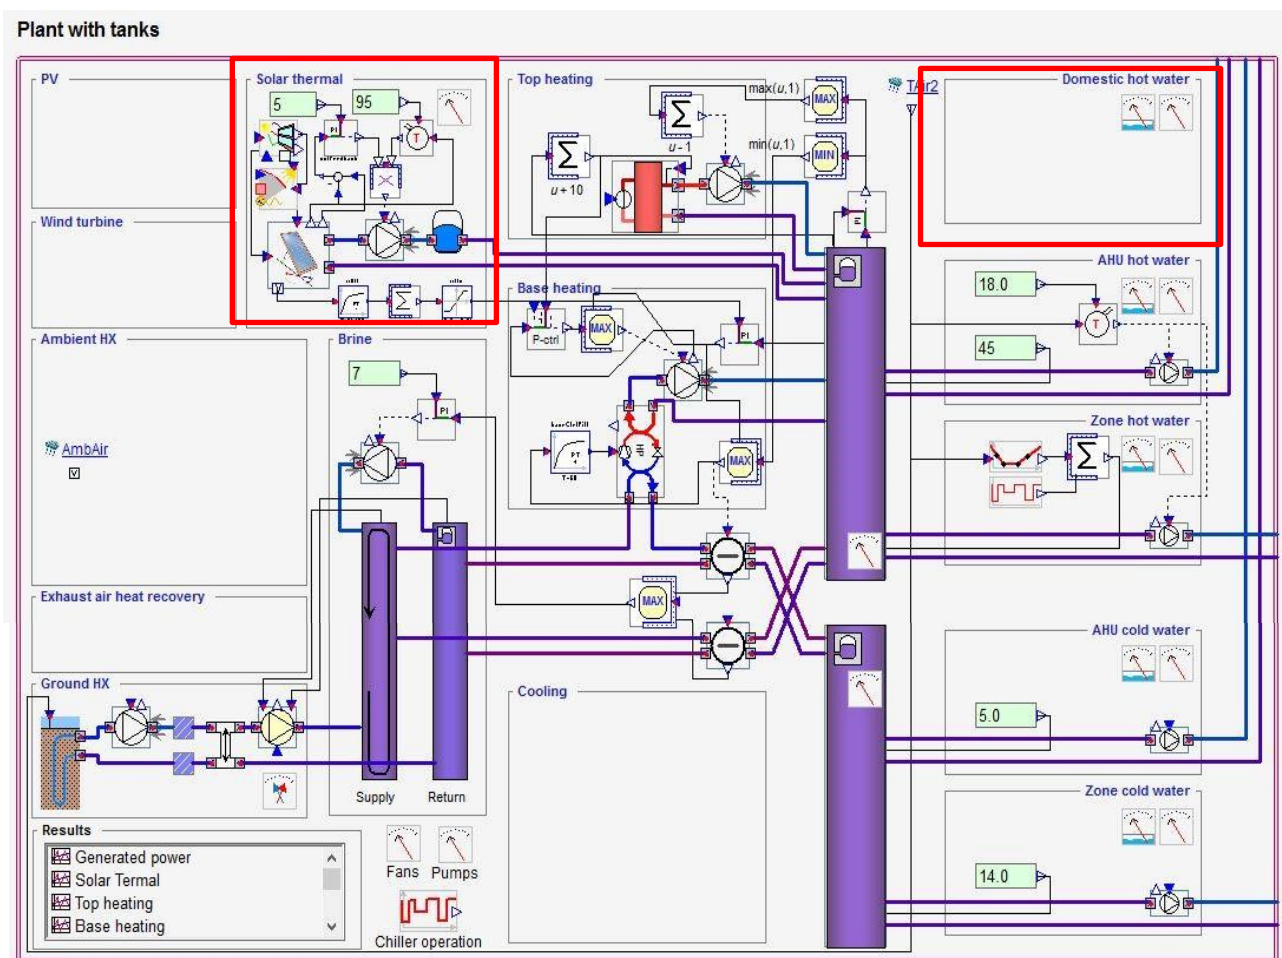 Plant with tanks
PV
Solar thermal
5
95
PI
T
Top heating
max(u,1)
MAX
Σ
u - 1
min(u,1)
MIN
Σ
u + 10
PI
TAir2
Domestic hot water
Wind turbine
Σ
Base heating
P-ctrl
MAX
PI
PT
MAX
AHU hot water
18.0
T
45
Ambient HX
AmbAir
V
V
Brine
7
PI
Zone hot water
Σ
MAX
Exhaust air heat recovery
Ground HX
Supply
Return
Cooling
AHU cold water
5.0
Zone cold water
14.0
Results
Generated power
Solar Termal
Top heating
Base heating
Fans
Pumps
Chiller operation